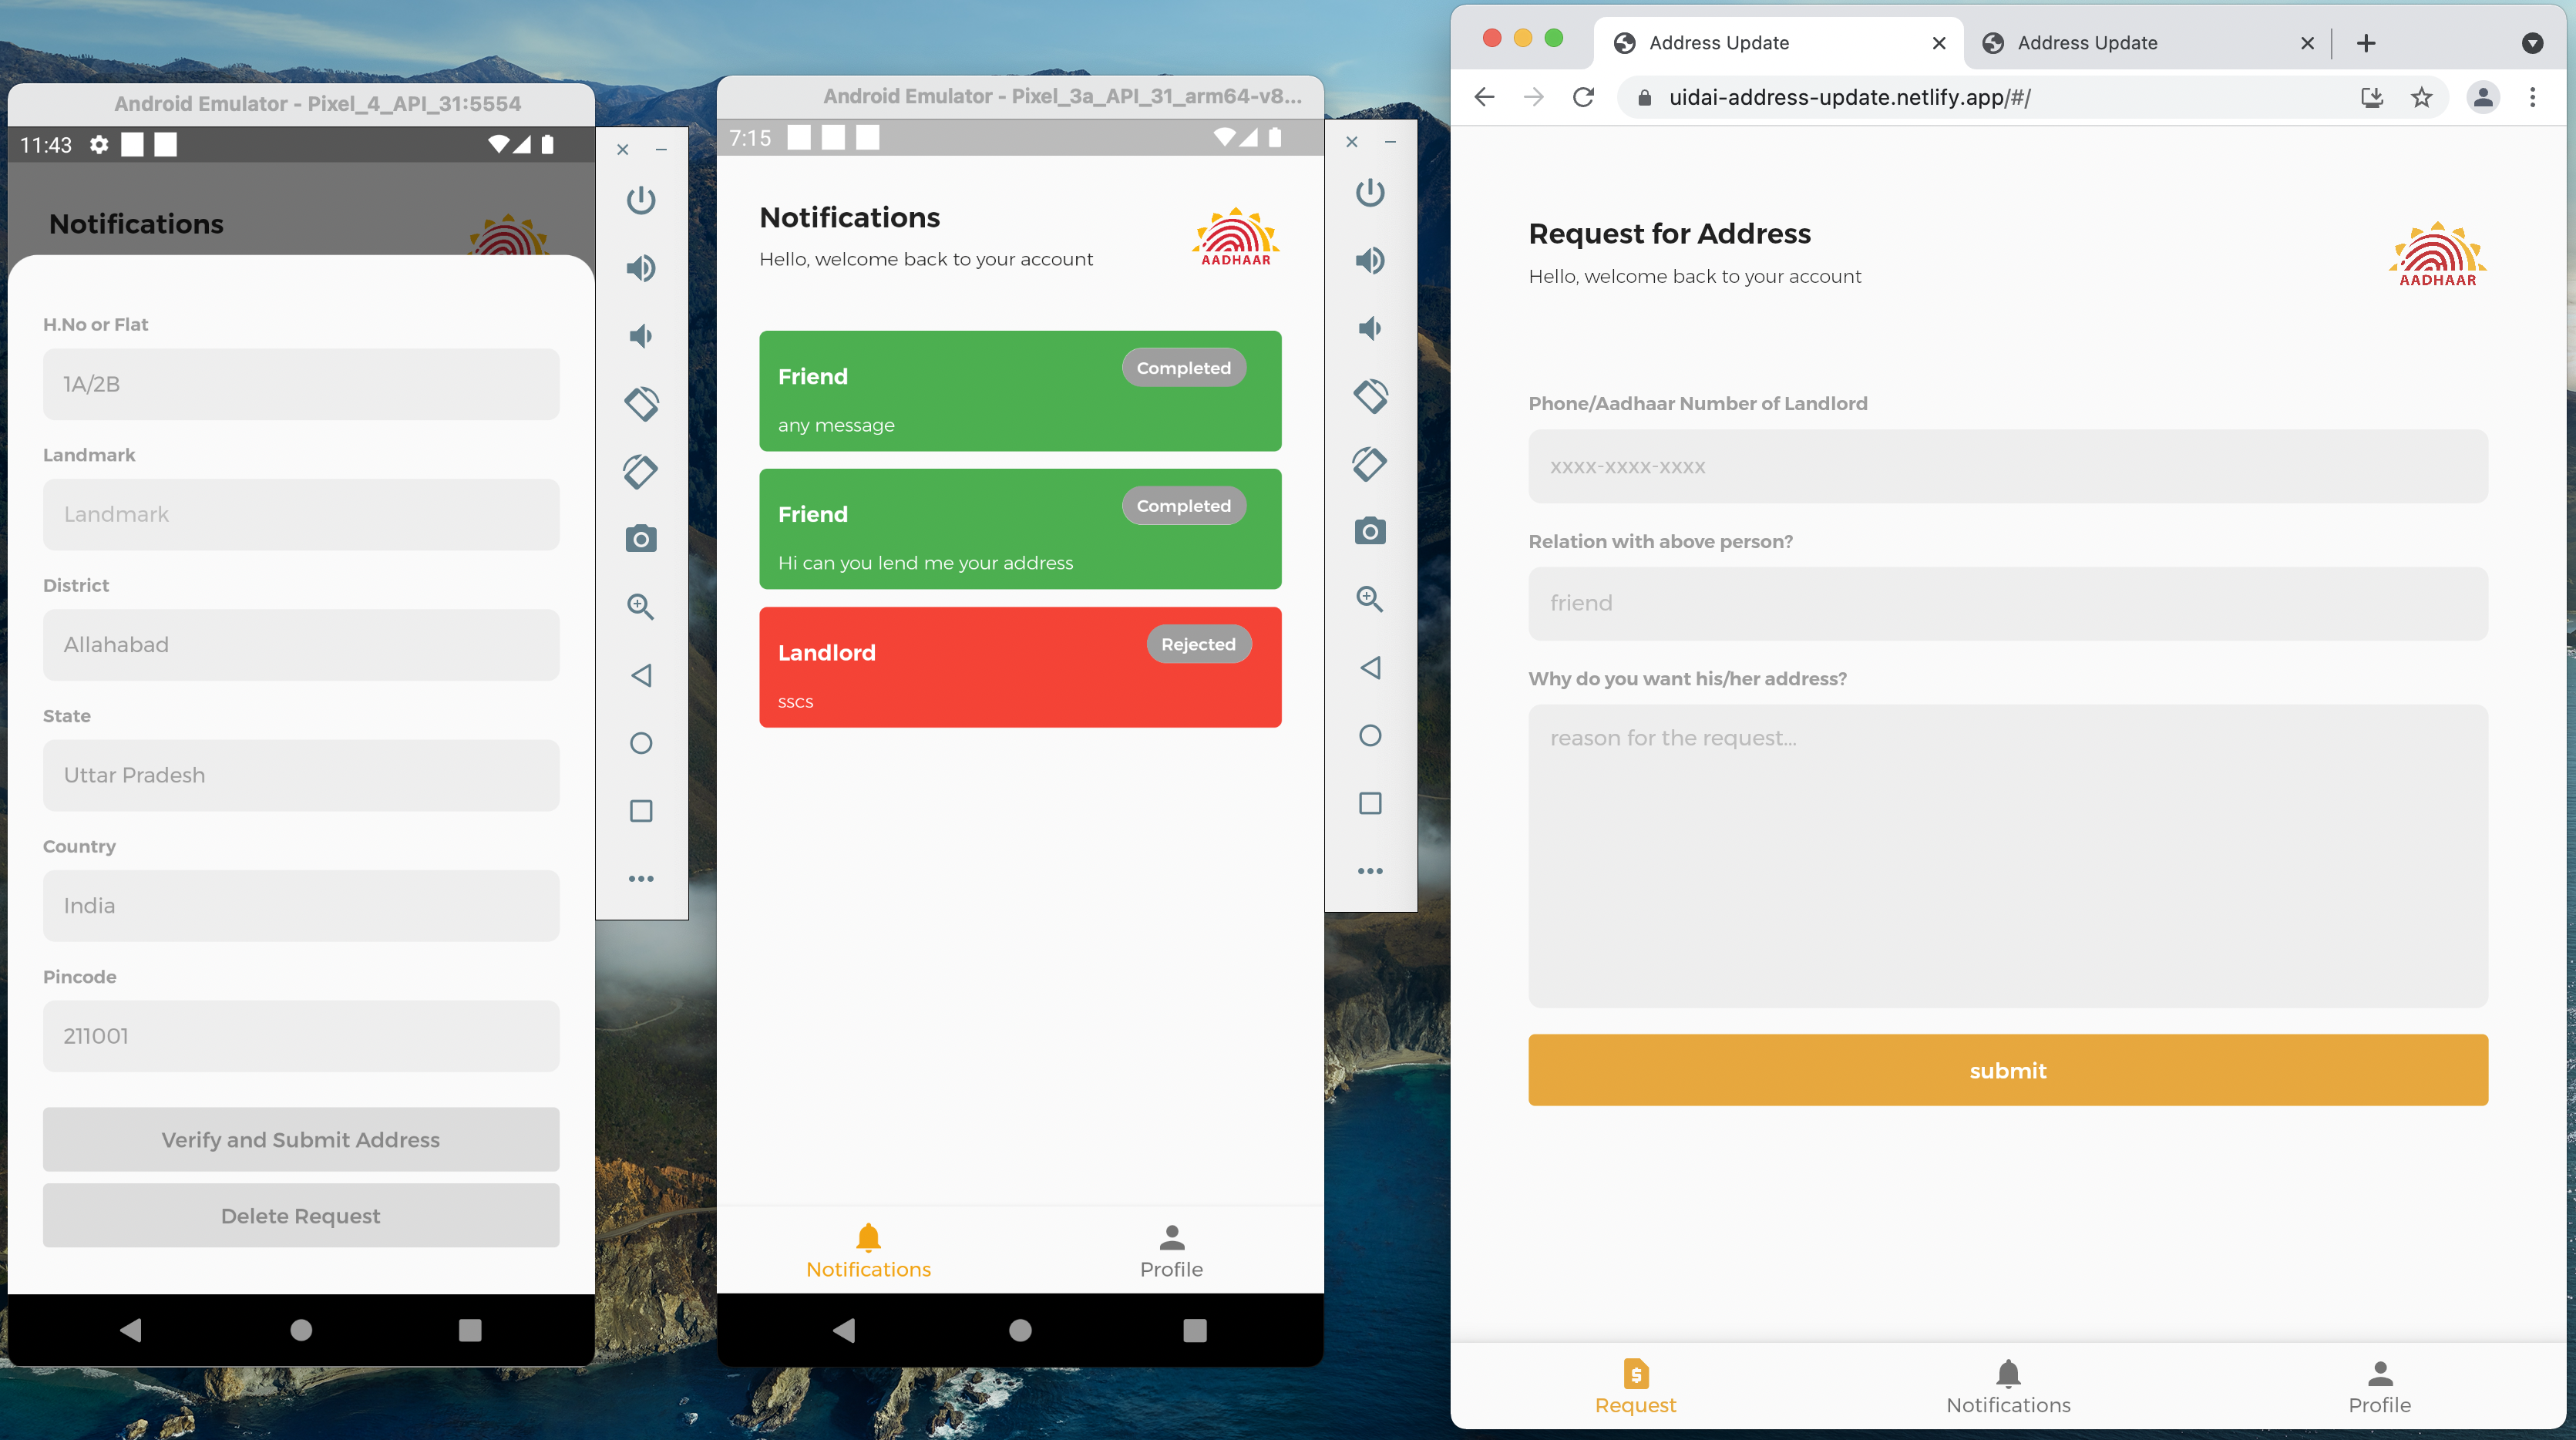 Android Emulator - Pixel_4_API_31:5554
11:43
Notifications
H.No or Flat
1A/2B
Landmark
Landmark
District
Allahabad
State
Uttar Pradesh
Country
India
Pincode
211001
Verify and Submit Address
Delete Request
Android Emulator - Pixel_3a_API_31_arm64-v8...
7:15
Notifications
Hello, welcome back to your account
AADHAAR
Friend
Completed
any message
Friend
Completed
Hi can you lend me your address
Landlord
Rejected
sscs
Notifications
Profile
Address Update
Address Update
uidai-address-update.netlify.app/#/
Request for Address
Hello, welcome back to your account
AADHAAR
Phone/Aadhaar Number of Landlord
xxxx-xxxx-xxxx
Relation with above person?
friend
Why do you want his/her address?
reason for the request...
submit
Request
Notifications
Profile